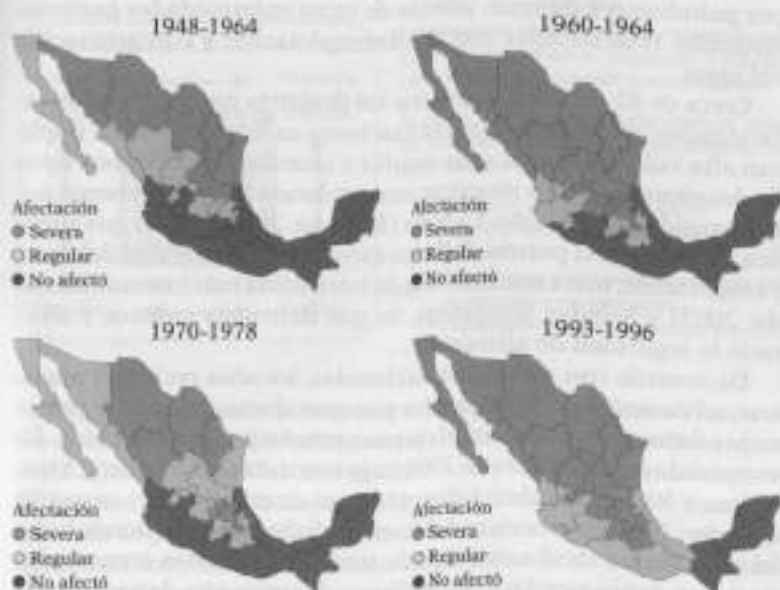 1948-1964
Afectación
Severa
Regular
No afectó
1960-1964
Afectación
Severa
Regular
No afectó
1970-1978
Afectación
Severa
Regular
No afectó
1993-1996
Afectación
Severa
Regular
No afectó